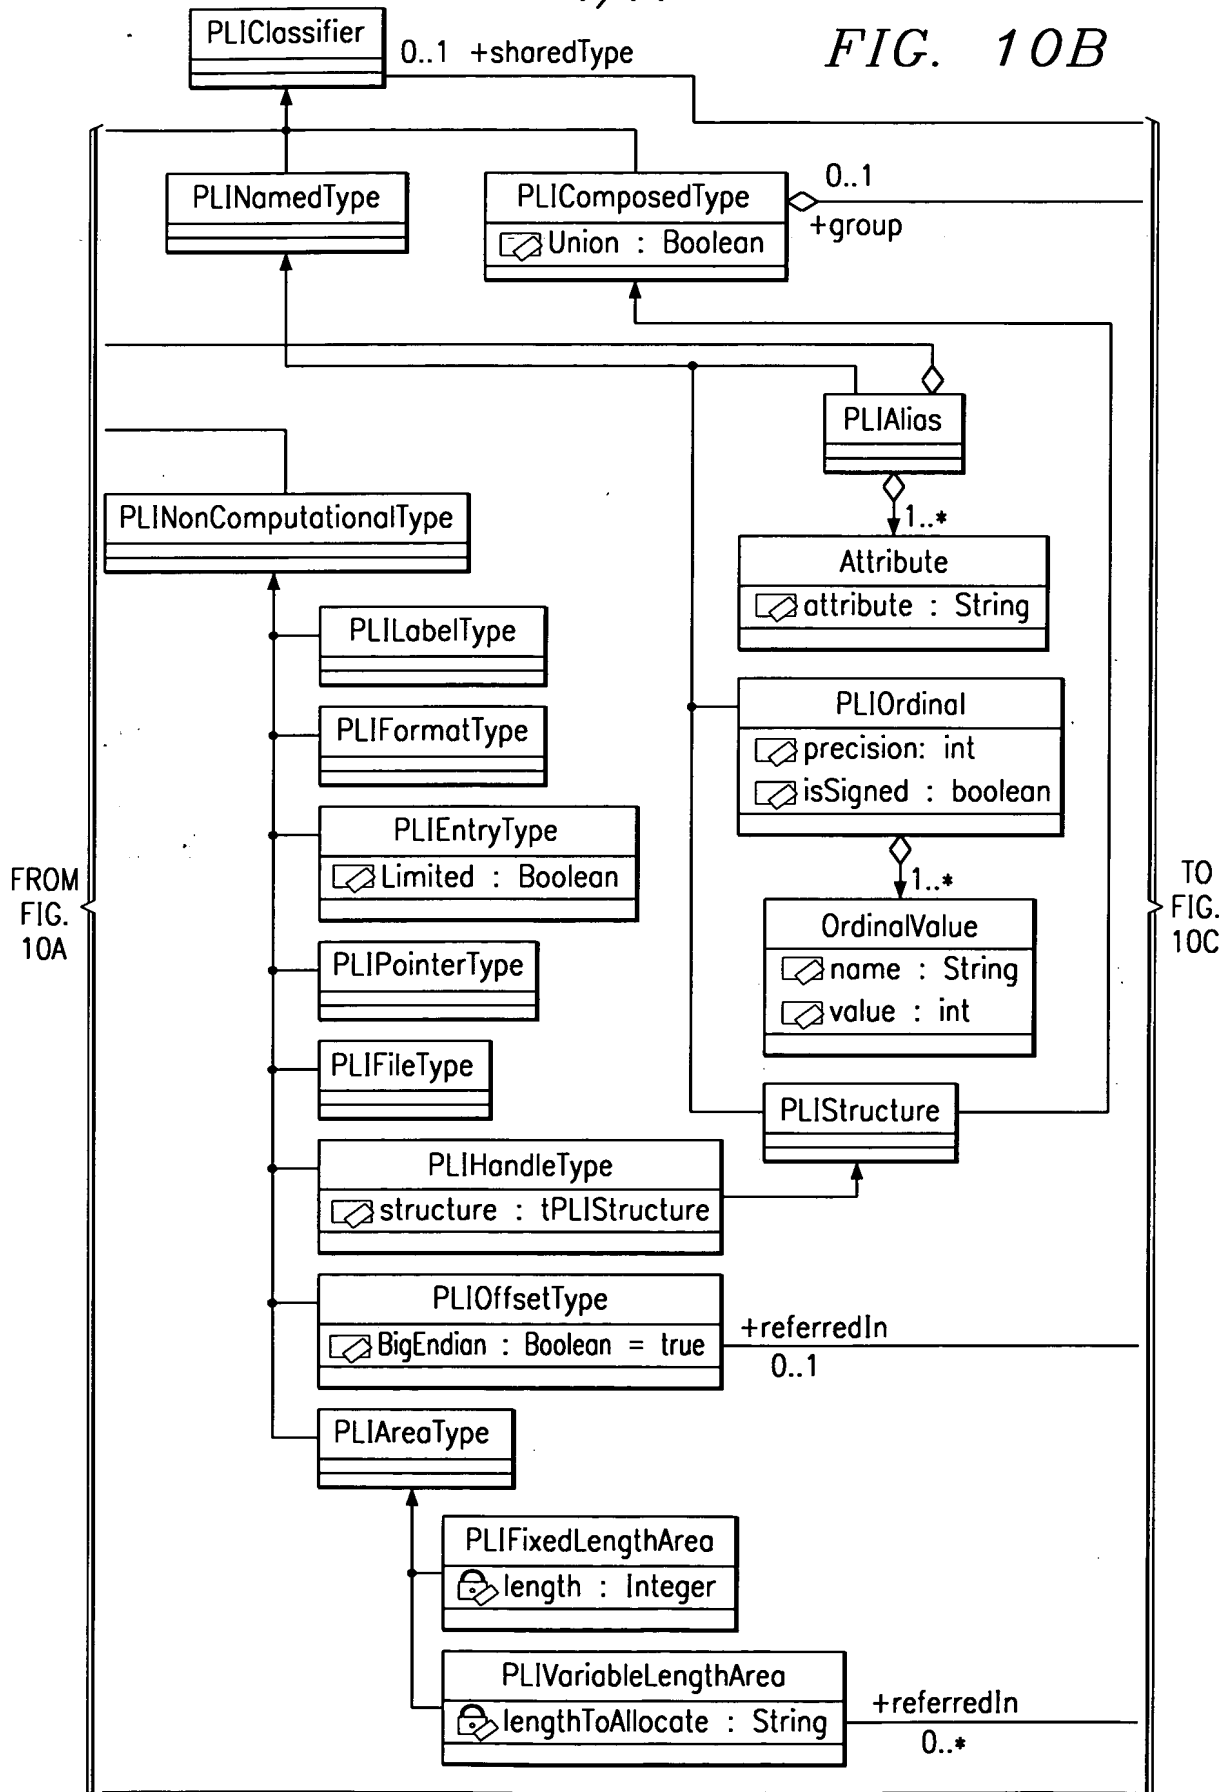 FIG. 10B
PLIClassifier
0..1 +sharedType
PLINamedType
PLIComposedType
Union : Boolean
0..1
+group
PLIAlias
1..*
PLINonComputationalType
Attribute
attribute : String
PLILabelType
PLIFormatType
PLIOrdinal
precision: int
isSigned : boolean
PLIEntryType
Limited : Boolean
1..*
FROM
FIG.
10A
TO
FIG.
10C
OrdinalValue
name : String
value : int
PLIPointerType
PLIFileType
PLIStructure
PLIHandleType
structure : tPLIStructure
PLIOffsetType
BigEndian : Boolean = true
+referredIn
0..1
PLIAreaType
PLIFixedLengthArea
length : Integer
PLIVariableLengthArea
lengthToAllocate : String
+referredIn
0..*